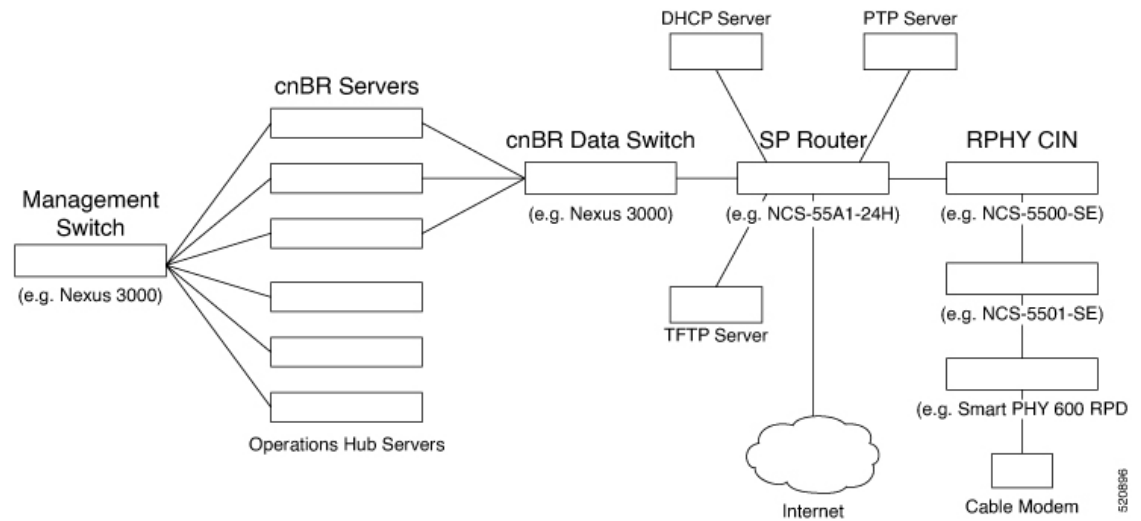 DHCP Server
PTP Server
cnBR Servers
cnBR Data Switch
SP Router
RPHY CIN
Management
Switch
(e.g. Nexus 3000)
(e.g. Nexus 3000)
(e.g. NCS-55A1-24H)
(e.g. NCS-5500-SE)
(e.g. NCS-5501-SE)
TFTP Server
(e.g. Smart PHY 600 RPD
Operations Hub Servers
Internet
Cable Modem
520896